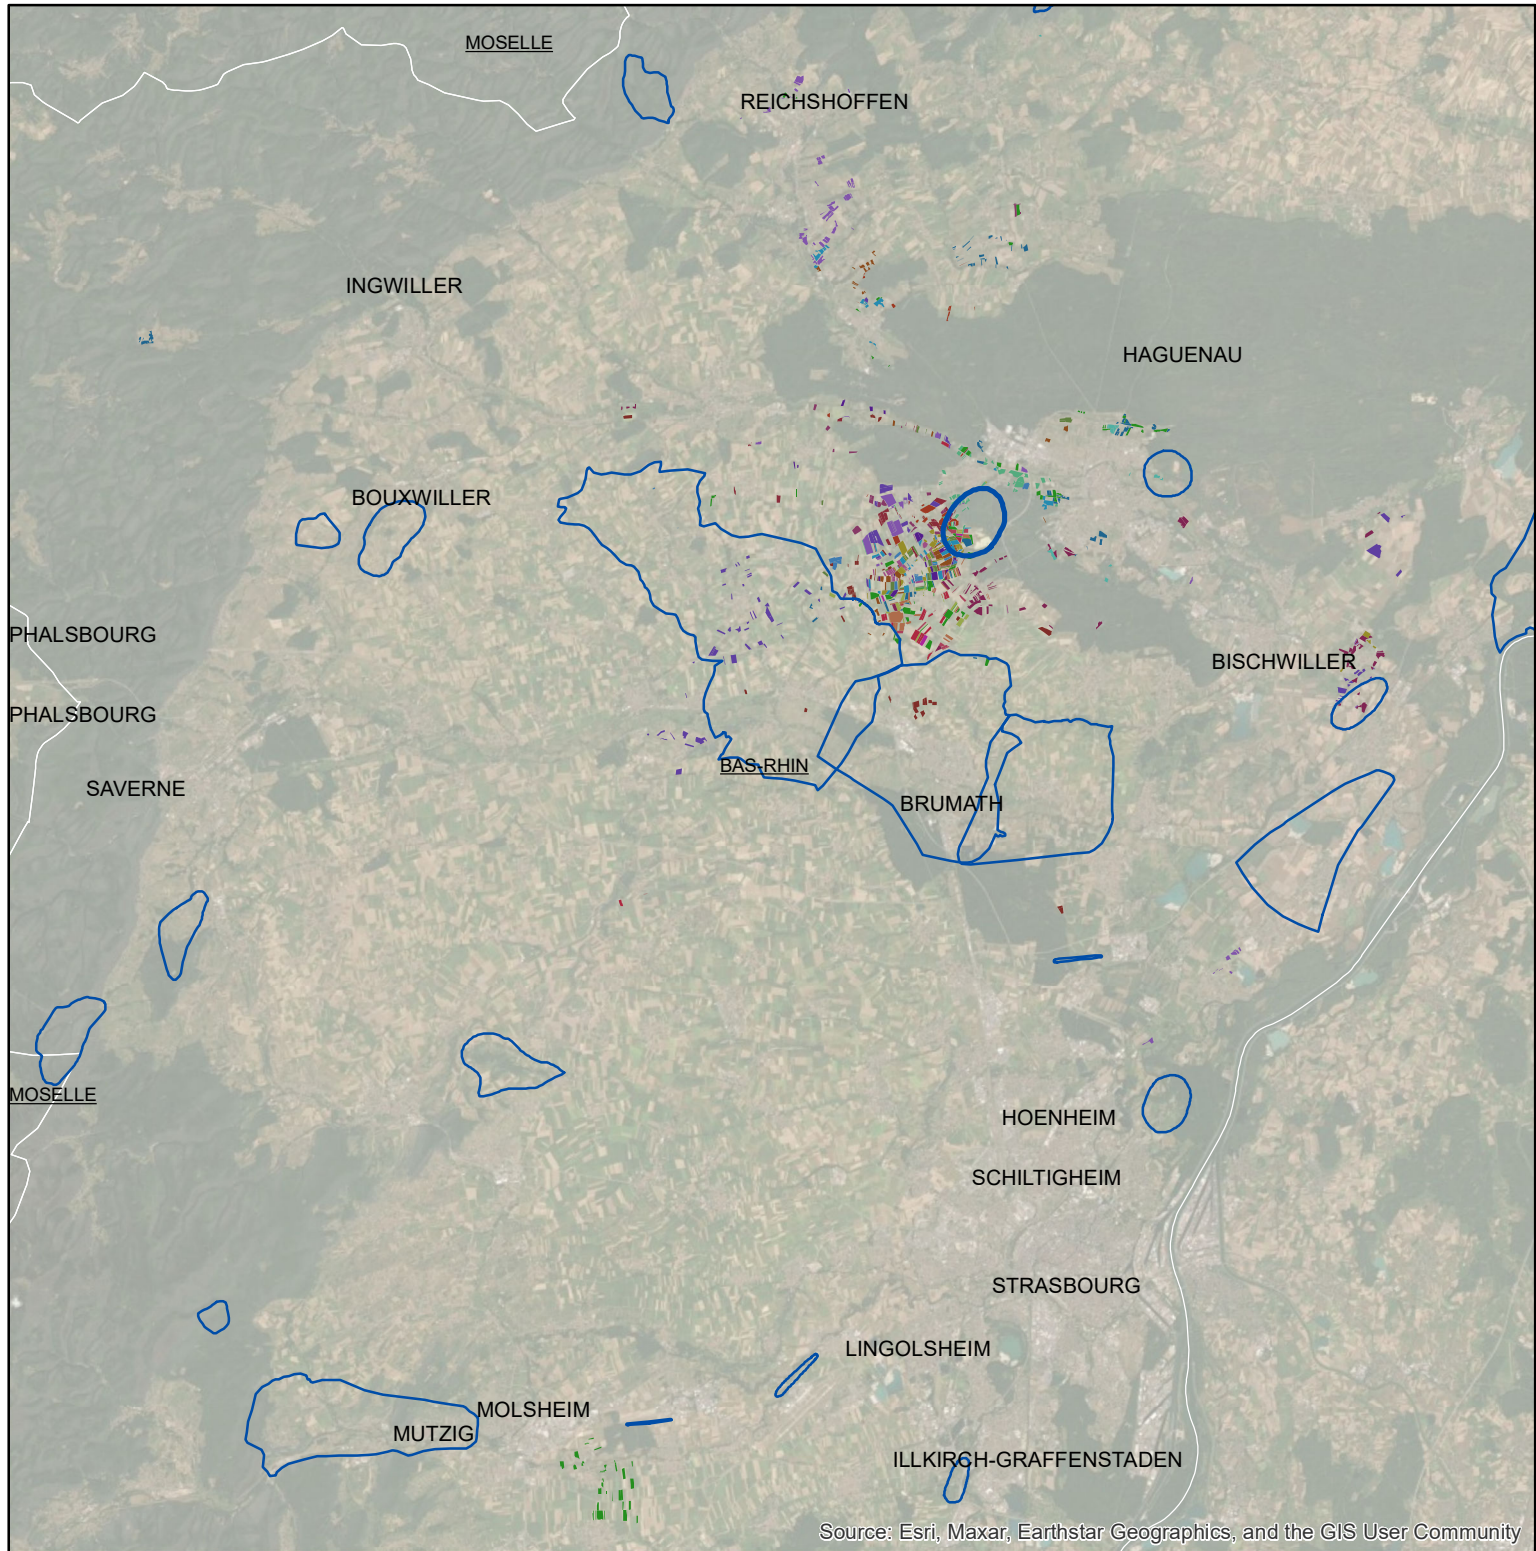 MOSELLE
REICHSHOFFEN
INGWILLER
HAGUENAU
BOUXWILLER
PHALSBOURG
BISCHWILLER
PHALSBOURG
BAS-RHIN
SAVERNE
BRUMATH
MOSELLE
HOENHEIM
SCHILTIGHEIM
STRASBOURG
LINGOLSHEIM
MOLSHEIM
MUTZIG
ILLKIRCH-GRAFFENSTADEN
Source: Esri, Maxar, Earthstar Geographics, and the GIS User Community